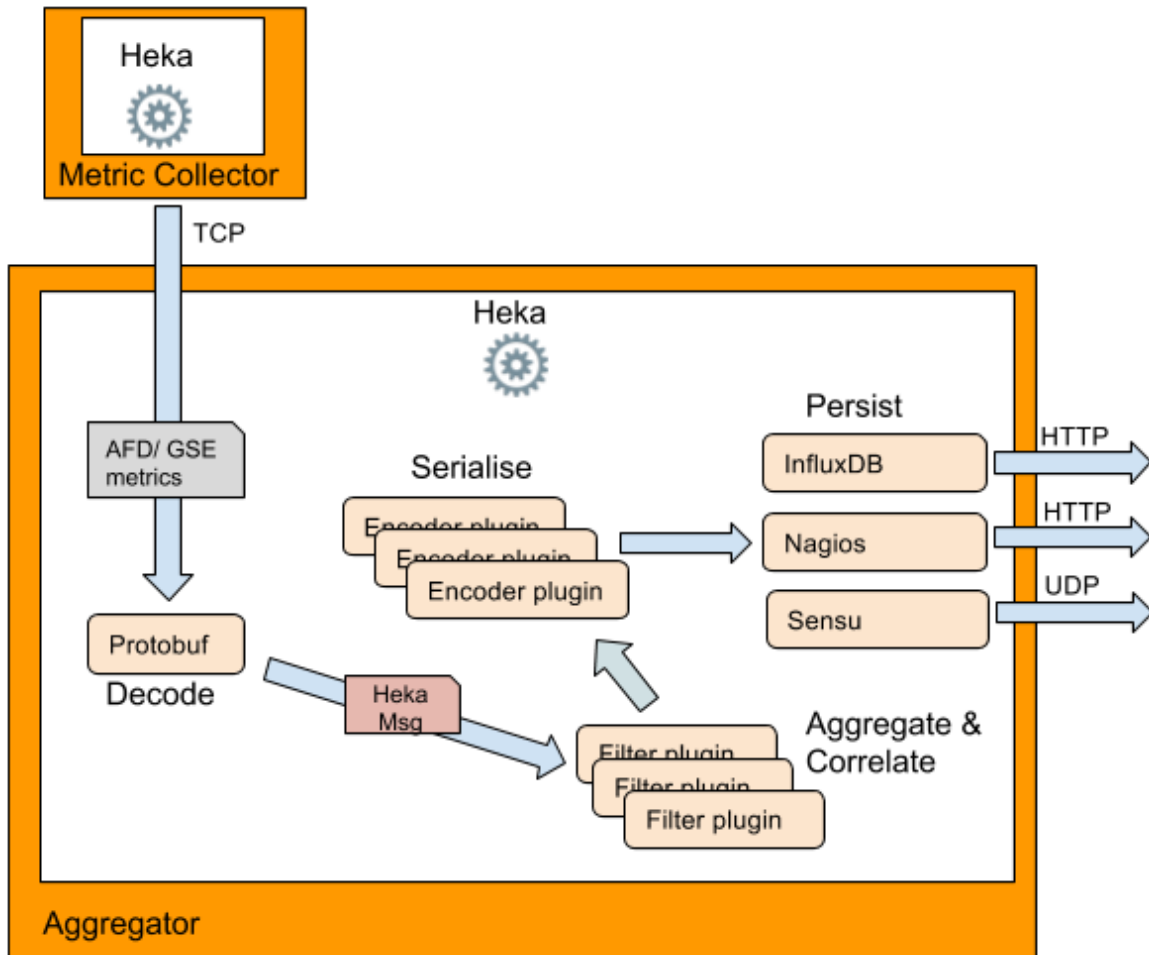 Heka
Metric Collector
TCP
Heka
AFD/ GSE
metrics
Protobuf
Decode
Heka
Msg
Serialise
Encoder plugin
Encoder plugin
Encoder plugin
Filter plugin
Filter plugin
Filter plugin
Aggregate &
Correlate
Persist
InfluxDB
Nagios
Sensu
HTTP
HTTP
UDP
Aggregator